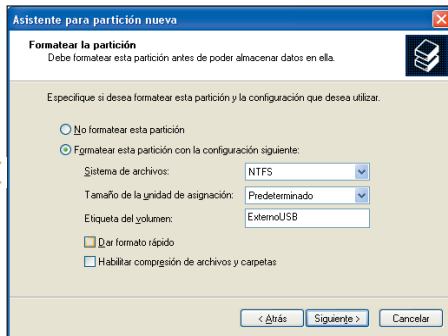 Asistente para partición nueva
Formatear la partición
Debe formatear esta partición antes de poder almacenar datos en ella.
Especifique si desea formatear esta partición y la configuración que desea utilizar.
No formatear esta partición
Formatear esta partición con la configuración siguiente:
Sistema de archivos: NTFS
Tamaño de la unidad de asignación: Predeterminado
Etiqueta del volumen: ExternoUSB
Dar formato rápido
Habilitar compresión de archivos y carpetas
< Atrás Siguiente > Cancelar